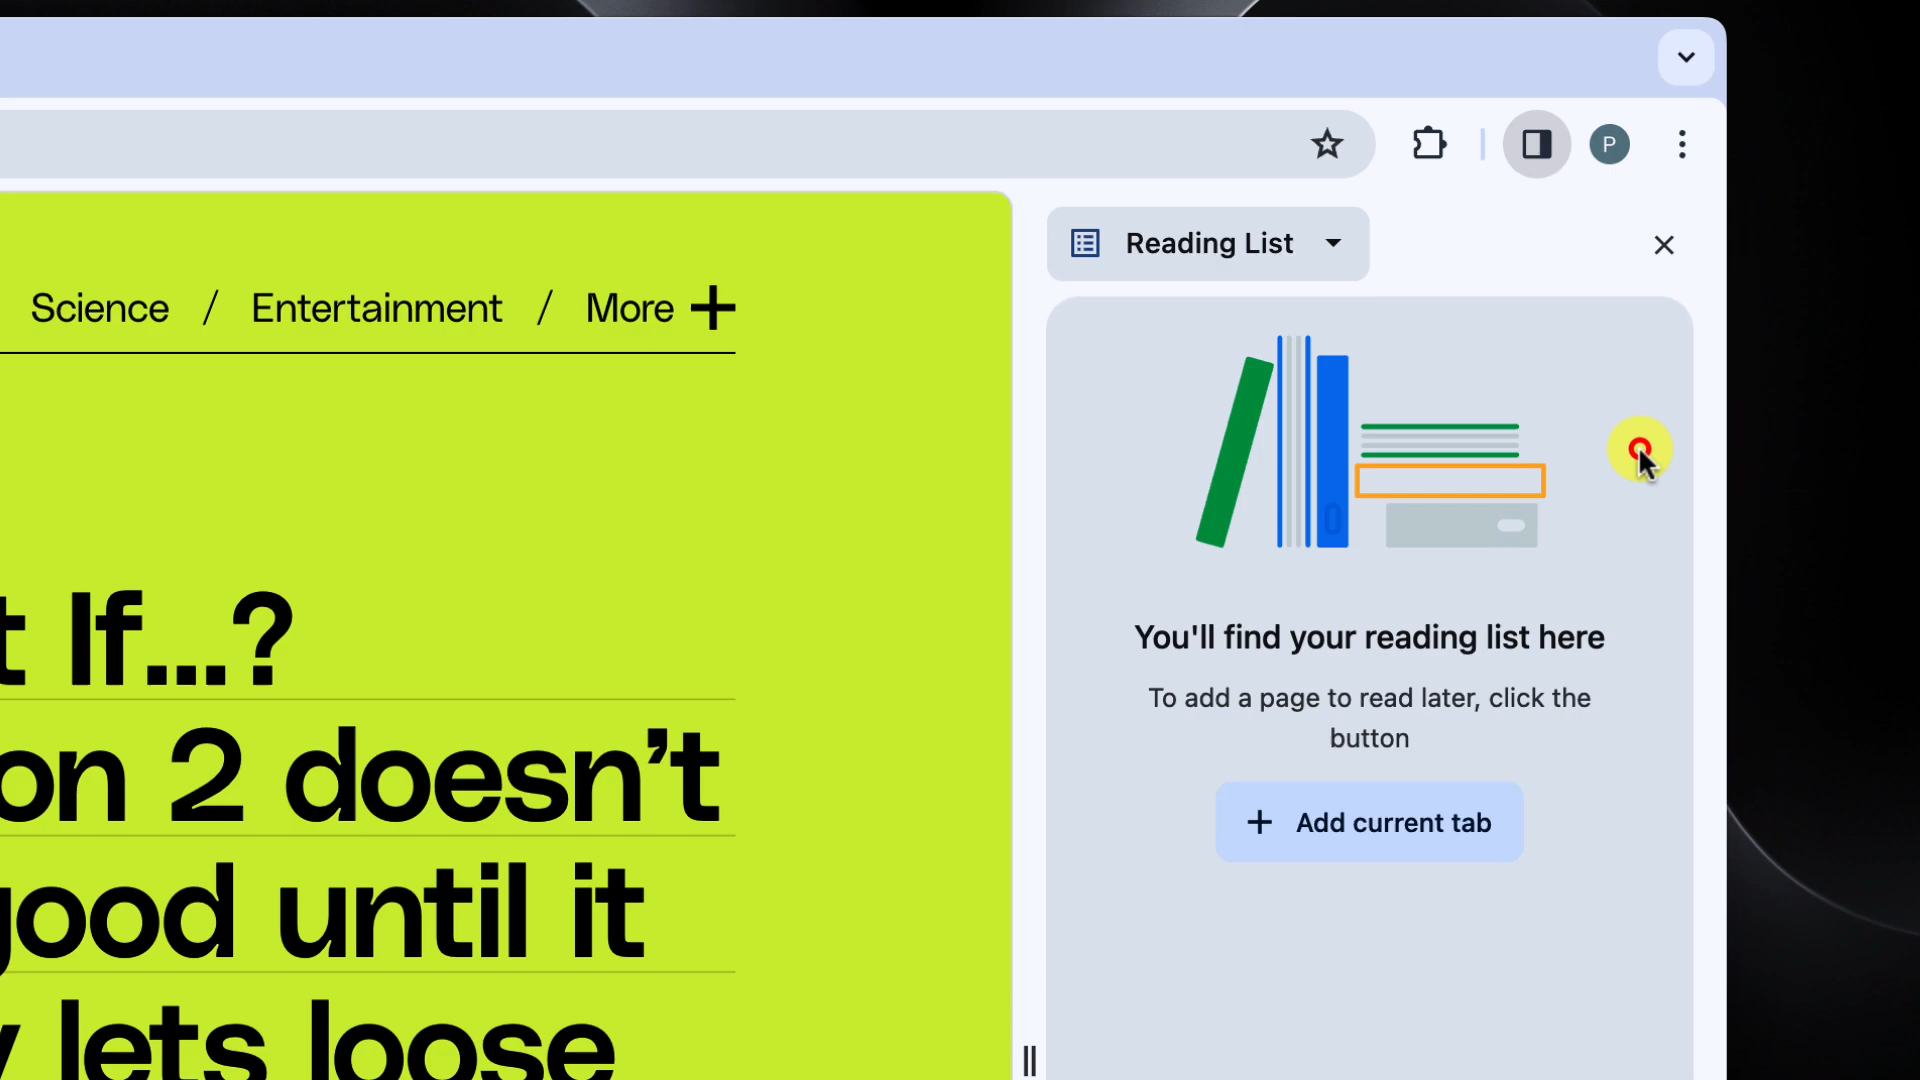 P
Reading List
Science / Entertainment / More +
You'll find your reading list here
To add a page to read later, click the
button
+ Add current tab
t If...?
on 2 doesn’t
good until it
y lets loose